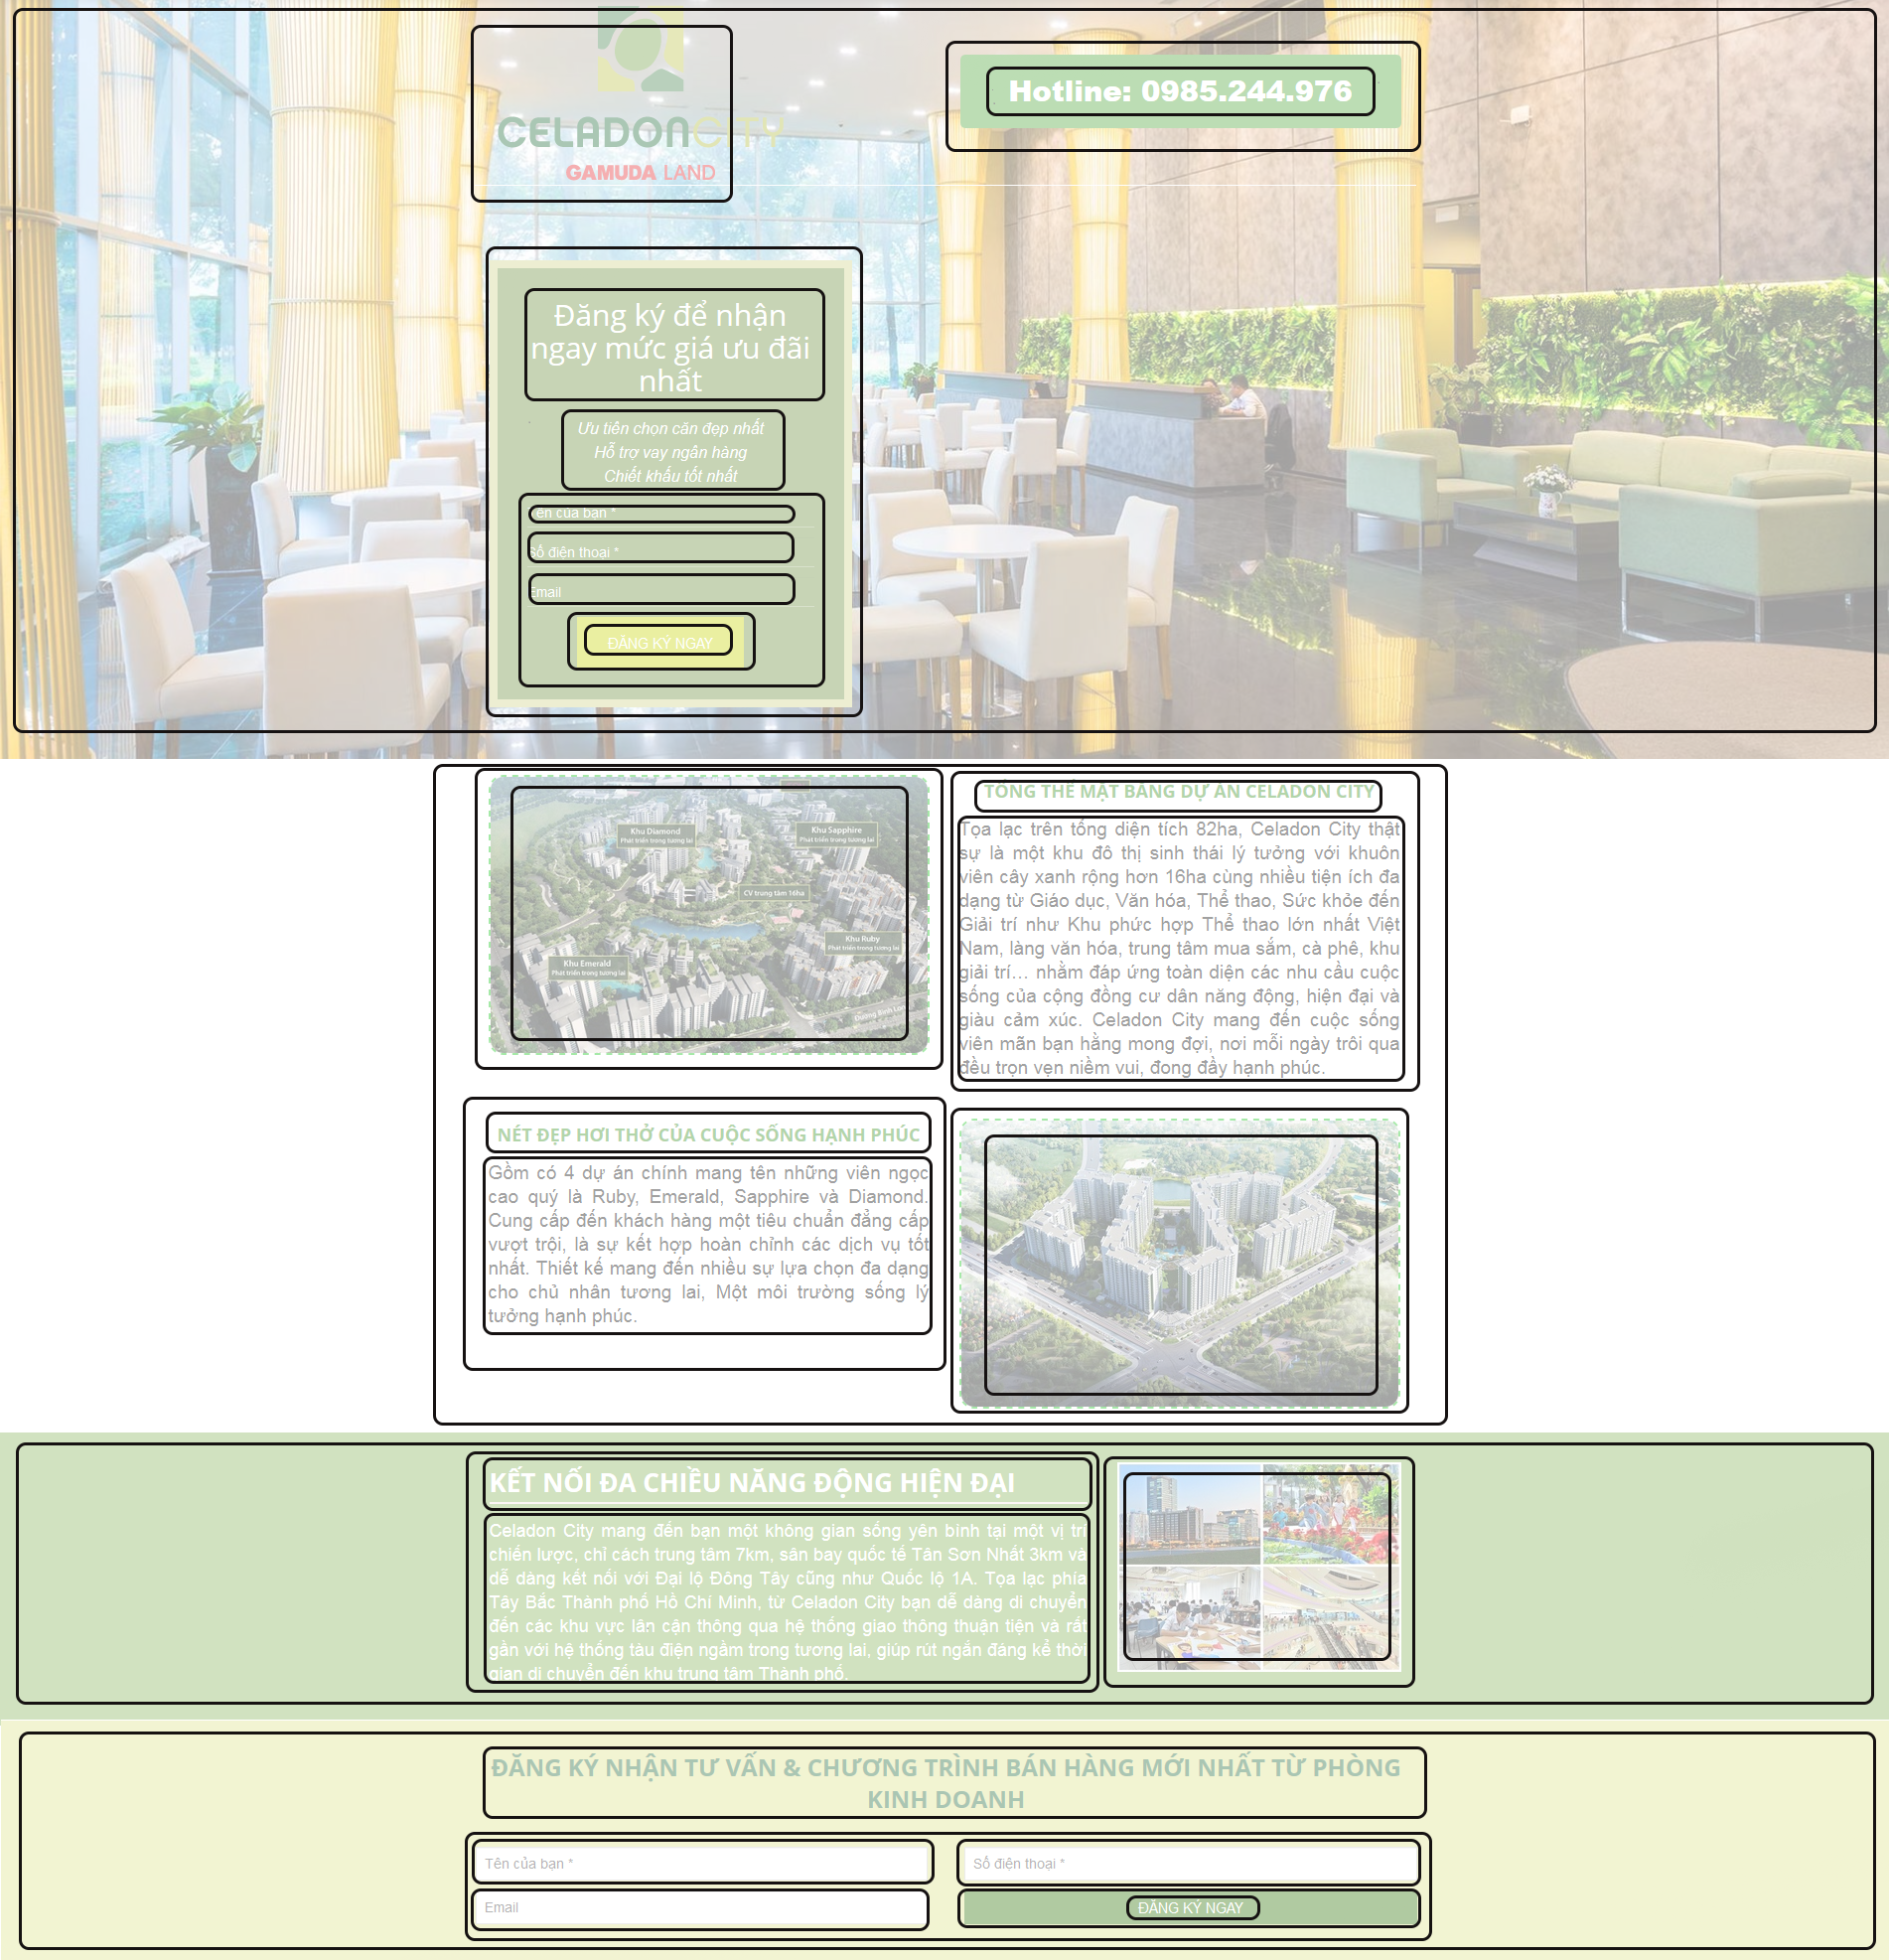 CELADONCITY
GAMUDA LAND
Hotline: 0985.244.976
Đăng ký để nhận
ngay mức giá ưu đãi
nhất
Ưu tiên chọn căn đẹp nhất
Hỗ trợ vay ngân hàng
Chiết khấu tốt nhất
Tên của bạn *
Số điện thoại *
Email
ĐĂNG KÝ NGAY
Khu Diamond
Phát triển trong tương lai
Khu Sapphire
Phát triển trong tương lai
CV trung tâm 16ha
Khu Ruby
Phát triển trong tương lai
Khu Emerald
Phát triển trong tương lai
TỔNG THỂ MẶT BẰNG DỰ ÁN CELADON CITY
Tọa lạc trên tổng diện tích 82ha, Celadon City thật
sự là một khu đô thị sinh thái lý tưởng với khuôn
viên cây xanh rộng hơn 16ha cùng nhiều tiện ích đa
dạng từ Giáo dục, Văn hóa, Thể thao, Sức khỏe đến
Giải trí như Khu phức hợp Thể thao lớn nhất Việt
Nam, làng văn hóa, trung tâm mua sắm, cà phê, khu
giải trí… nhằm đáp ứng toàn diện các nhu cầu cuộc
sống của cộng đồng cư dân năng động, hiện đại và
giàu cảm xúc. Celadon City mang đến cuộc sống
viên mãn bạn hằng mong đợi, nơi mỗi ngày trôi qua
đều trọn vẹn niềm vui, đong đầy hạnh phúc.
NÉT ĐẸP HƠI THỞ CỦA CUỘC SỐNG HẠNH PHÚC
Gồm có 4 dự án chính mang tên những viên ngọc
cao quý là Ruby, Emerald, Sapphire và Diamond.
Cung cấp đến khách hàng một tiêu chuẩn đẳng cấp
vượt trội, là sự kết hợp hoàn chỉnh các dịch vụ tốt
nhất. Thiết kế mang đến nhiều sự lựa chọn đa dạng
cho chủ nhân tương lai, Một môi trường sống lý
tưởng hạnh phúc.
KẾT NỐI ĐA CHIỀU NĂNG ĐỘNG HIỆN ĐẠI
Celadon City mang đến bạn một không gian sống yên bình tại một vị trí
chiến lược, chỉ cách trung tâm 7km, sân bay quốc tế Tân Sơn Nhất 3km và
dễ dàng kết nối với Đại lộ Đông Tây cũng như Quốc lộ 1A. Tọa lạc phía
Tây Bắc Thành phố Hồ Chí Minh, từ Celadon City bạn dễ dàng di chuyển
đến các khu vực lân cận thông qua hệ thống giao thông thuận tiện và rất
gần với hệ thống tàu điện ngầm trong tương lai, giúp rút ngắn đáng kể thời
gian di chuyển đến khu trung tâm Thành phố.
ĐĂNG KÝ NHẬN TƯ VẤN & CHƯƠNG TRÌNH BÁN HÀNG MỚI NHẤT TỪ PHÒNG
KINH DOANH
Tên của bạn *
Số điện thoại *
Email
ĐĂNG KÝ NGAY